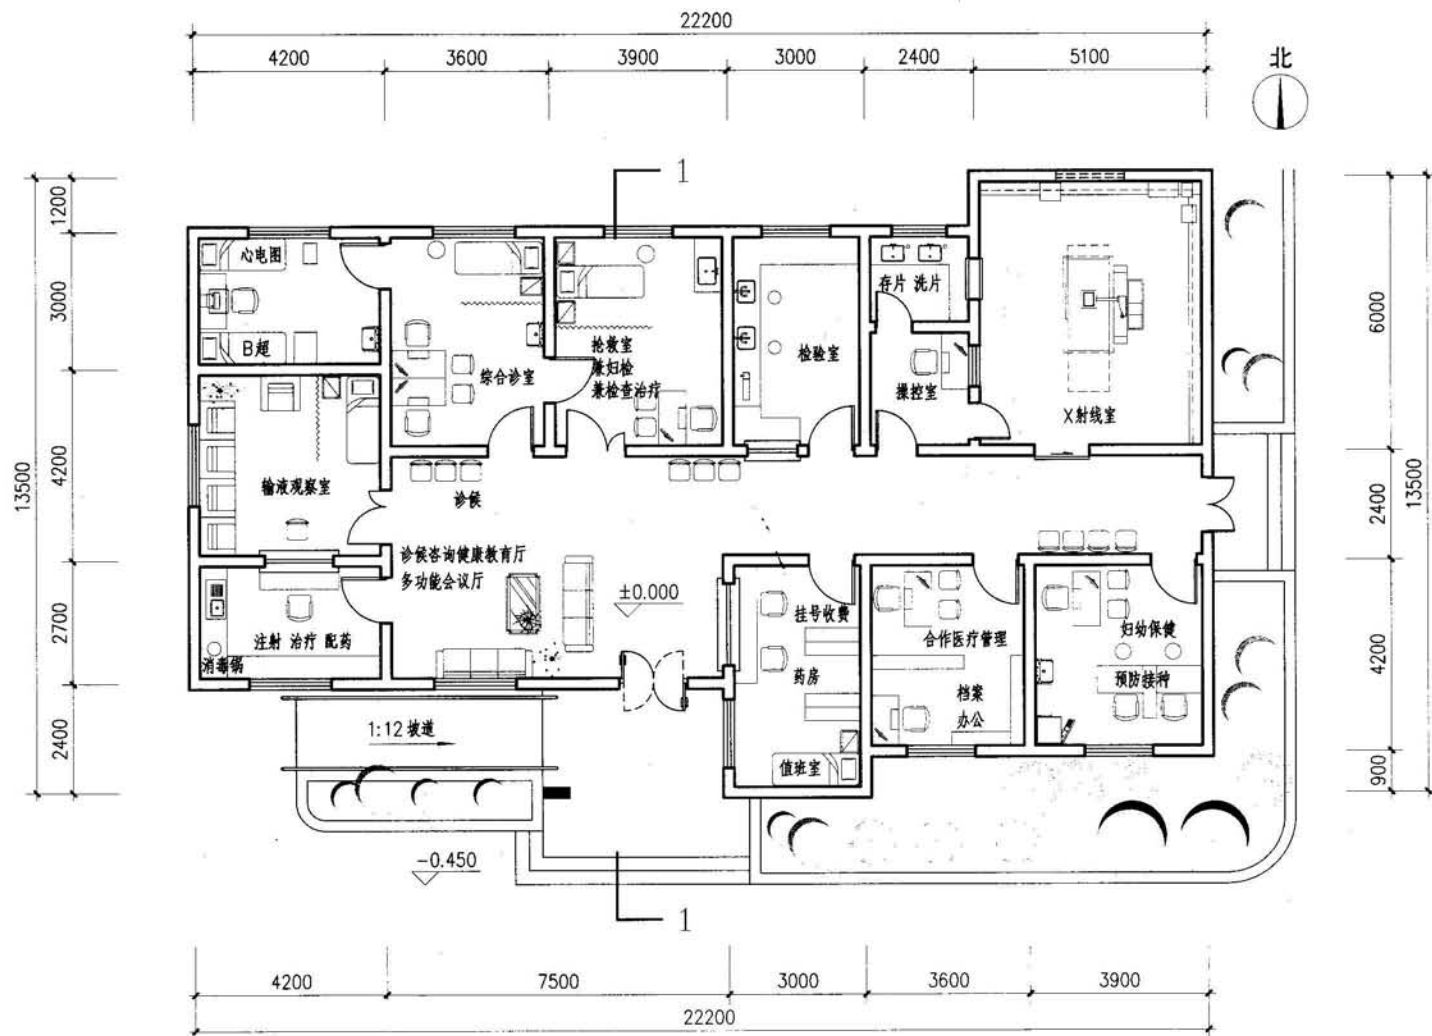 22200
4200 3600 3900 3000 2400 5100
北
1
13500
1200
3000
4200
2700
2400
心电图
B超
综合诊室
抢救室
兼妇检
兼检查治疗
检验室
存片 洗片
操控室
X射线室
6000
2400
4200
900
13500
输液观察室
诊候
诊候咨询健康教育厅
多功能会议厅
±0.000
注射 治疗 配药
消毒锅
挂号收费
药房
值班室
合作医疗管理
档案
办公
妇幼保健
预防接种
1:12 坡道
-0.450
1
4200 7500 3000 3600 3900
22200